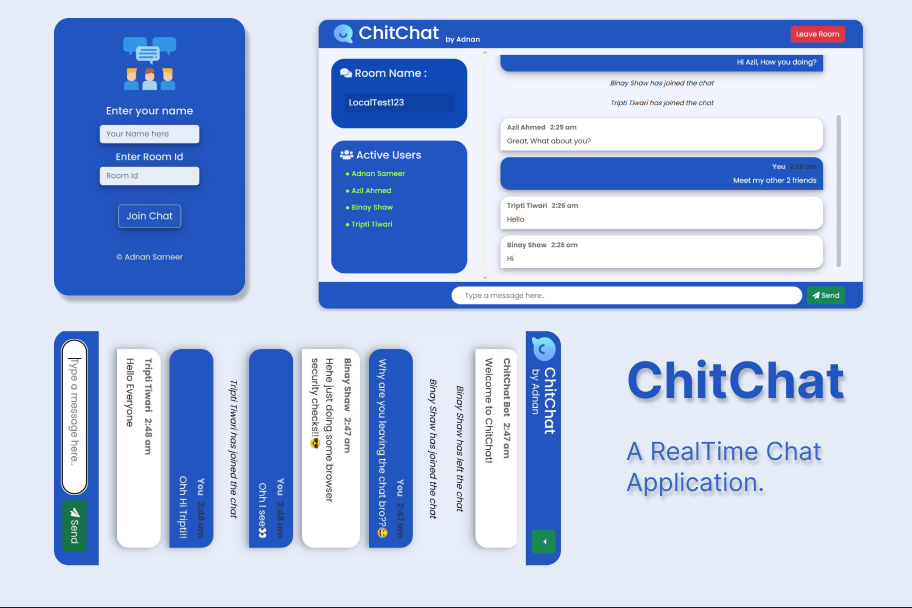 Enter your name
Your Name here
Enter Room Id
Room Id
Join Chat
© Adnan Sameer
ChitChat by Adnan
Leave Room
Room Name :
LocalTest123
Active Users
Adnan Sameer
Azil Ahmed
Binay Shaw
Tripti Tiwari
Hi Azil, How you doing?
Binay Shaw has joined the chat
Tripti Tiwari has joined the chat
Azil Ahmed 2:25 am
Great, What about you?
You 2:25 am
Meet my other 2 friends
Tripti Tiwari 2:26 am
Hello
Binay Shaw 2:26 am
Hi
Type a message here..
Send
ChitChat
by Adnan
ChitChat Bot 2:47 am
Welcome to ChitChat!
Binay Shaw has left the chat
Binay Shaw has joined the chat
You 2:47 am
Why are you leaving the chat bro??😅
Binay Shaw 2:47 am
Hehe just doing some browser
security checks!!😎
You 2:48 am
Ohh I see👀
Tripti Tiwari has joined the chat
You 2:48 am
Ohh Hi Tripti!!
Tripti Tiwari 2:48 am
Hello Everyone
Type a message here..
Send
ChitChat
A RealTime Chat
Application.